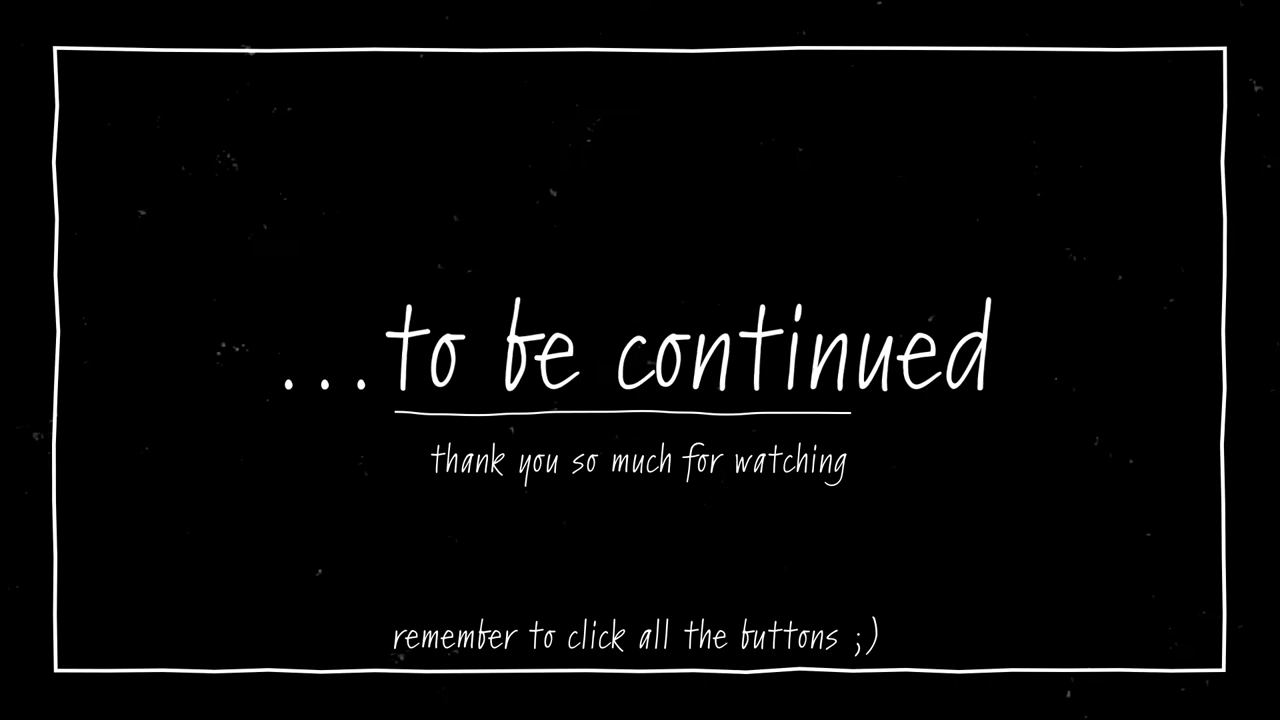 ...to be continued
thank you so much for watching
remember to click all the buttons ;)